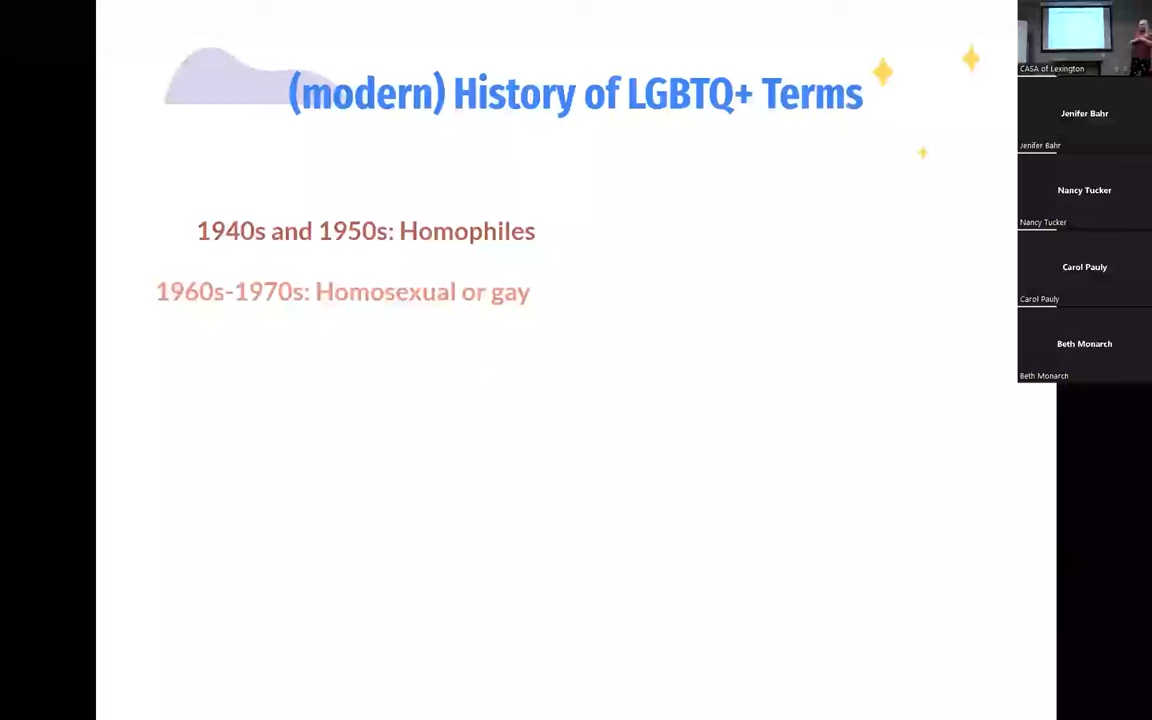 (modern) History of LGBTQ+ Terms
1940s and 1950s: Homophiles
1960s-1970s: Homosexual or gay
CASA of Lexington
Jenifer Bahr
Jenifer Bahr
Nancy Tucker
Nancy Tucker
Carol Pauly
Carol Pauly
Beth Monarch
Beth Monarch